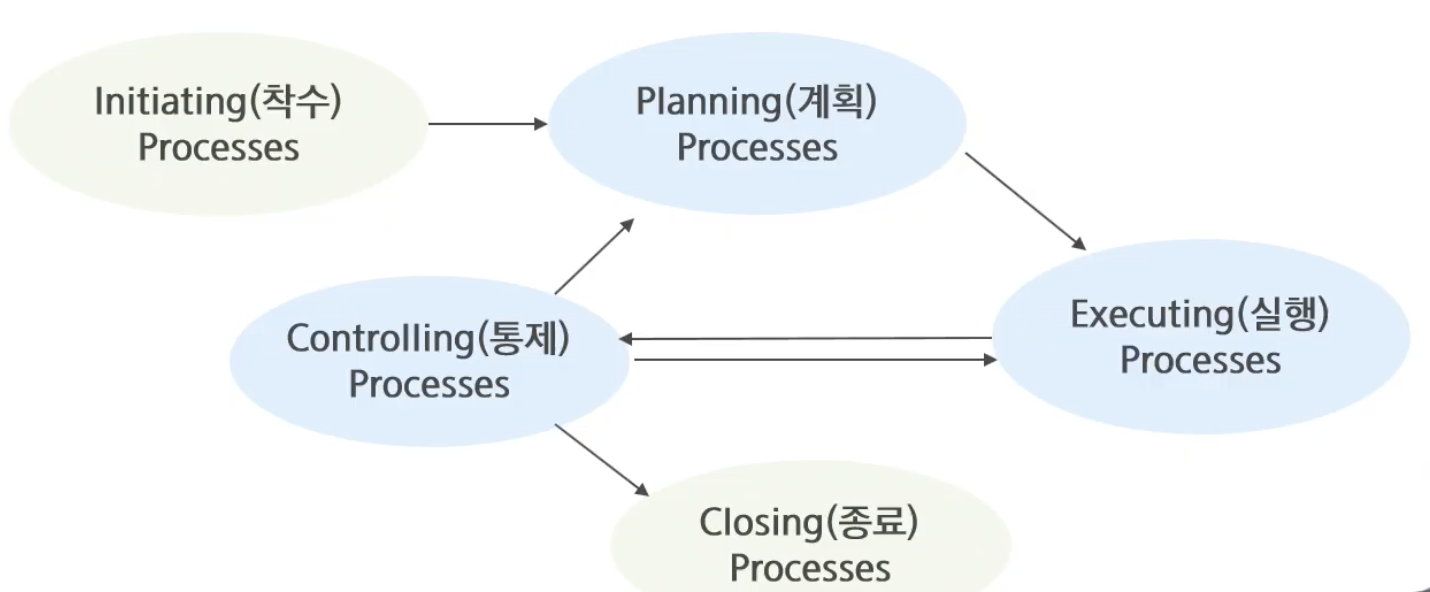 Initiating(착수)
Processes
Planning(계획)
Processes
Executing(실행)
Processes
Controlling(통제)
Processes
Closing(종료)
Processes